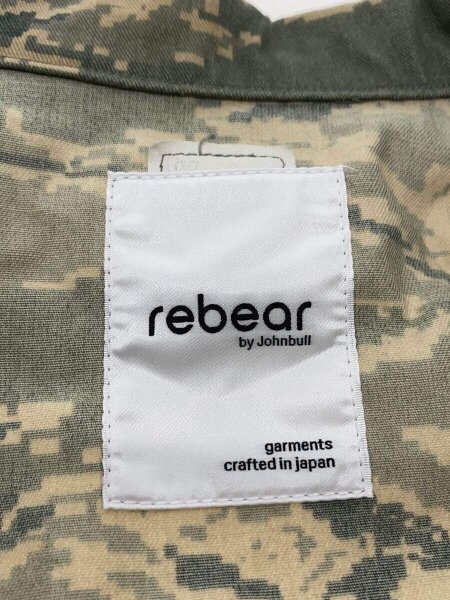 rebear
by Johnbull
garments
crafted in japan